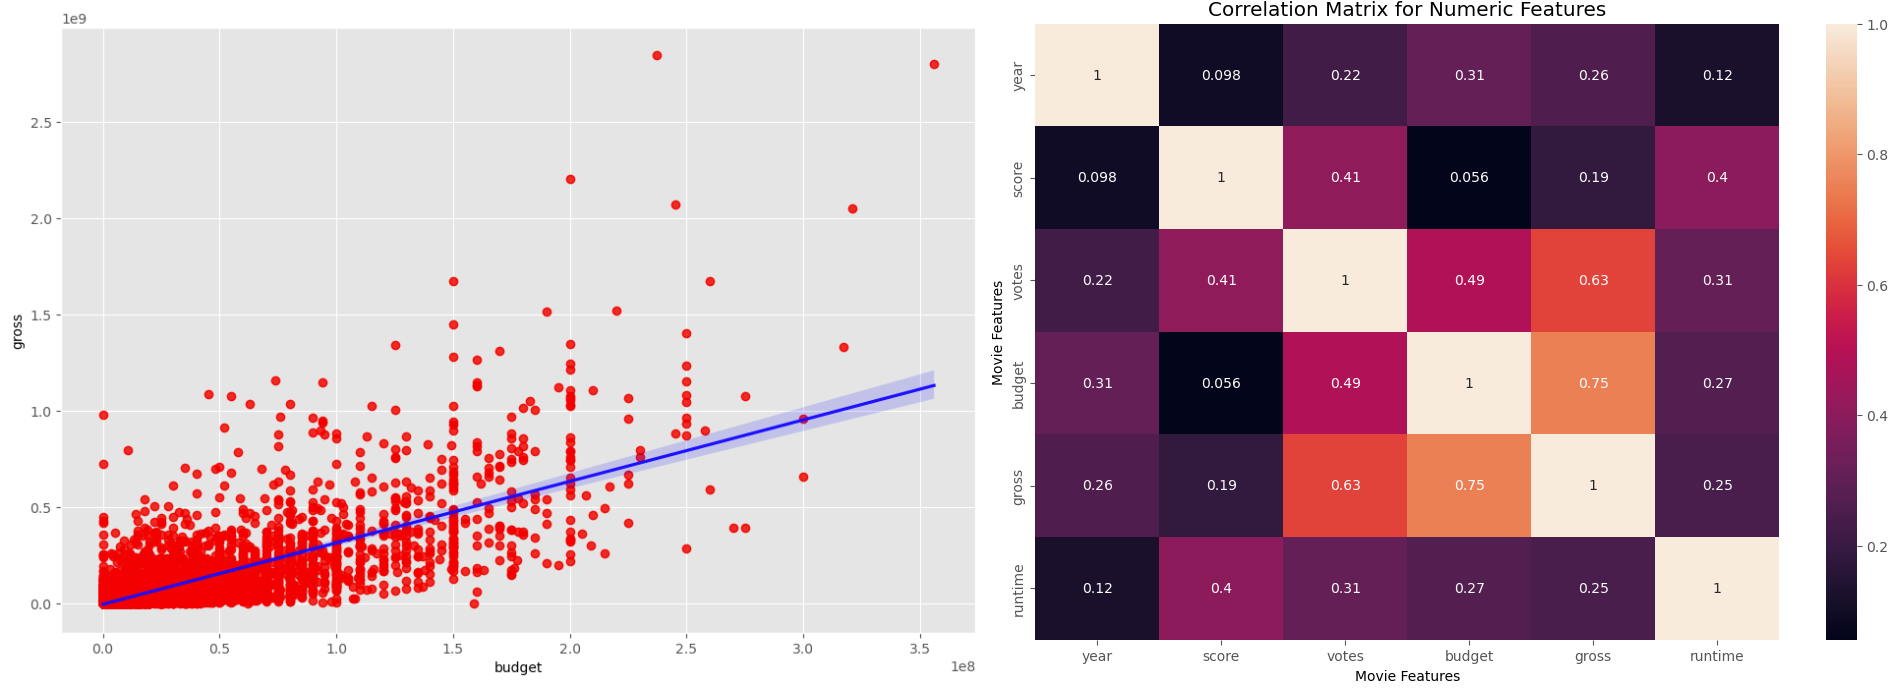 1e9
2.5
2.0
1.5
1.0
0.5
0.0
gross
0.0 0.5 1.0 1.5 2.0 2.5 3.0 3.5
budget
1e8
Correlation Matrix for Numeric Features
year 1 0.098 0.22 0.31 0.26 0.12
score 0.098 1 0.41 0.056 0.19 0.4
votes 0.22 0.41 1 0.49 0.63 0.31
budget 0.31 0.056 0.49 1 0.75 0.27
gross 0.26 0.19 0.63 0.75 1 0.25
runtime 0.12 0.4 0.31 0.27 0.25 1
Movie Features
year score votes budget gross runtime
Movie Features
1.0
0.8
0.6
0.4
0.2